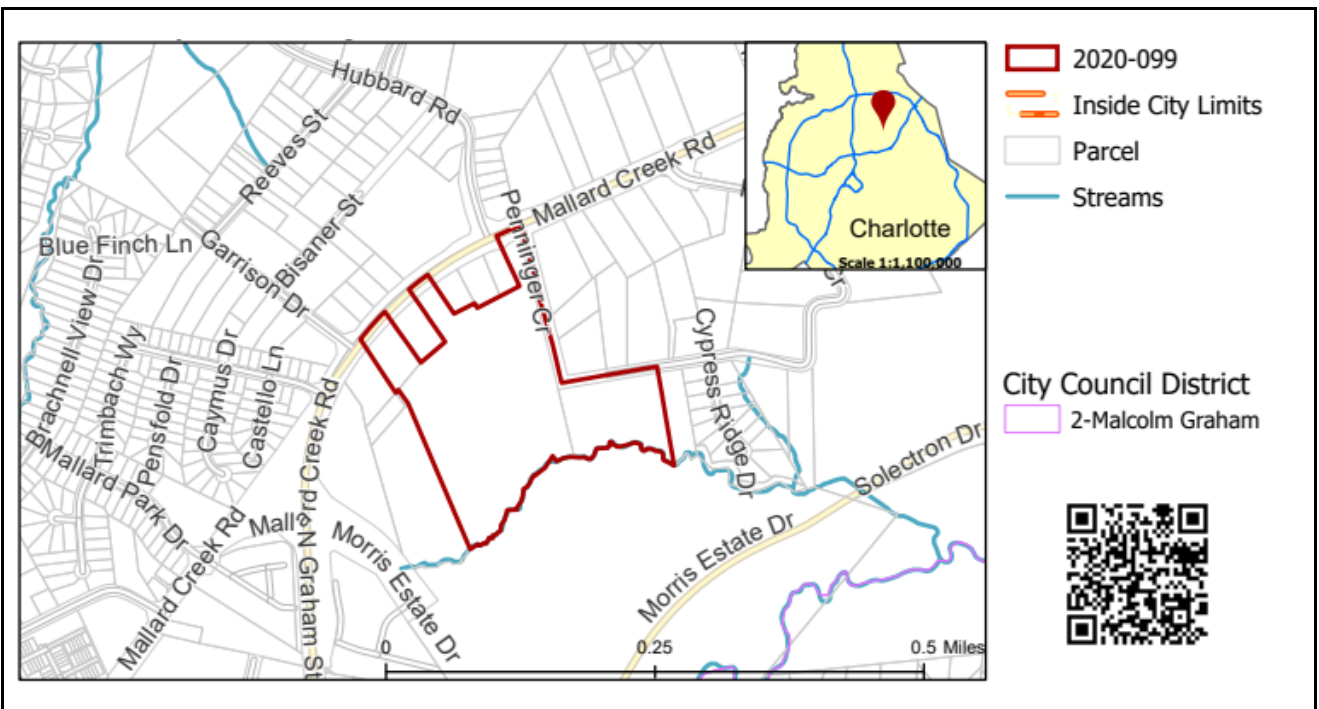 Hubbard Rd
Reeves St
Mallard Creek Rd
Penninger Cr
Bisaner St
Blue Finch Ln
Garrison Dr
Charlotte
Scale 1:1,100,000
Cr
Brachnell View Dr
Trimbach Wy
Pensfold Dr
Caymus Dr
Castello Ln
Cypress Ridge Dr
Mallard Creek Rd
Mallard Park Dr
Solectron Dr
Mall
Mallard Creek Rd
N Graham St
Morris Estate Dr
Morris Estate Dr
0
0.25
0.5 Miles
2020-099
Inside City Limits
Parcel
Streams
City Council District
2-Malcolm Graham